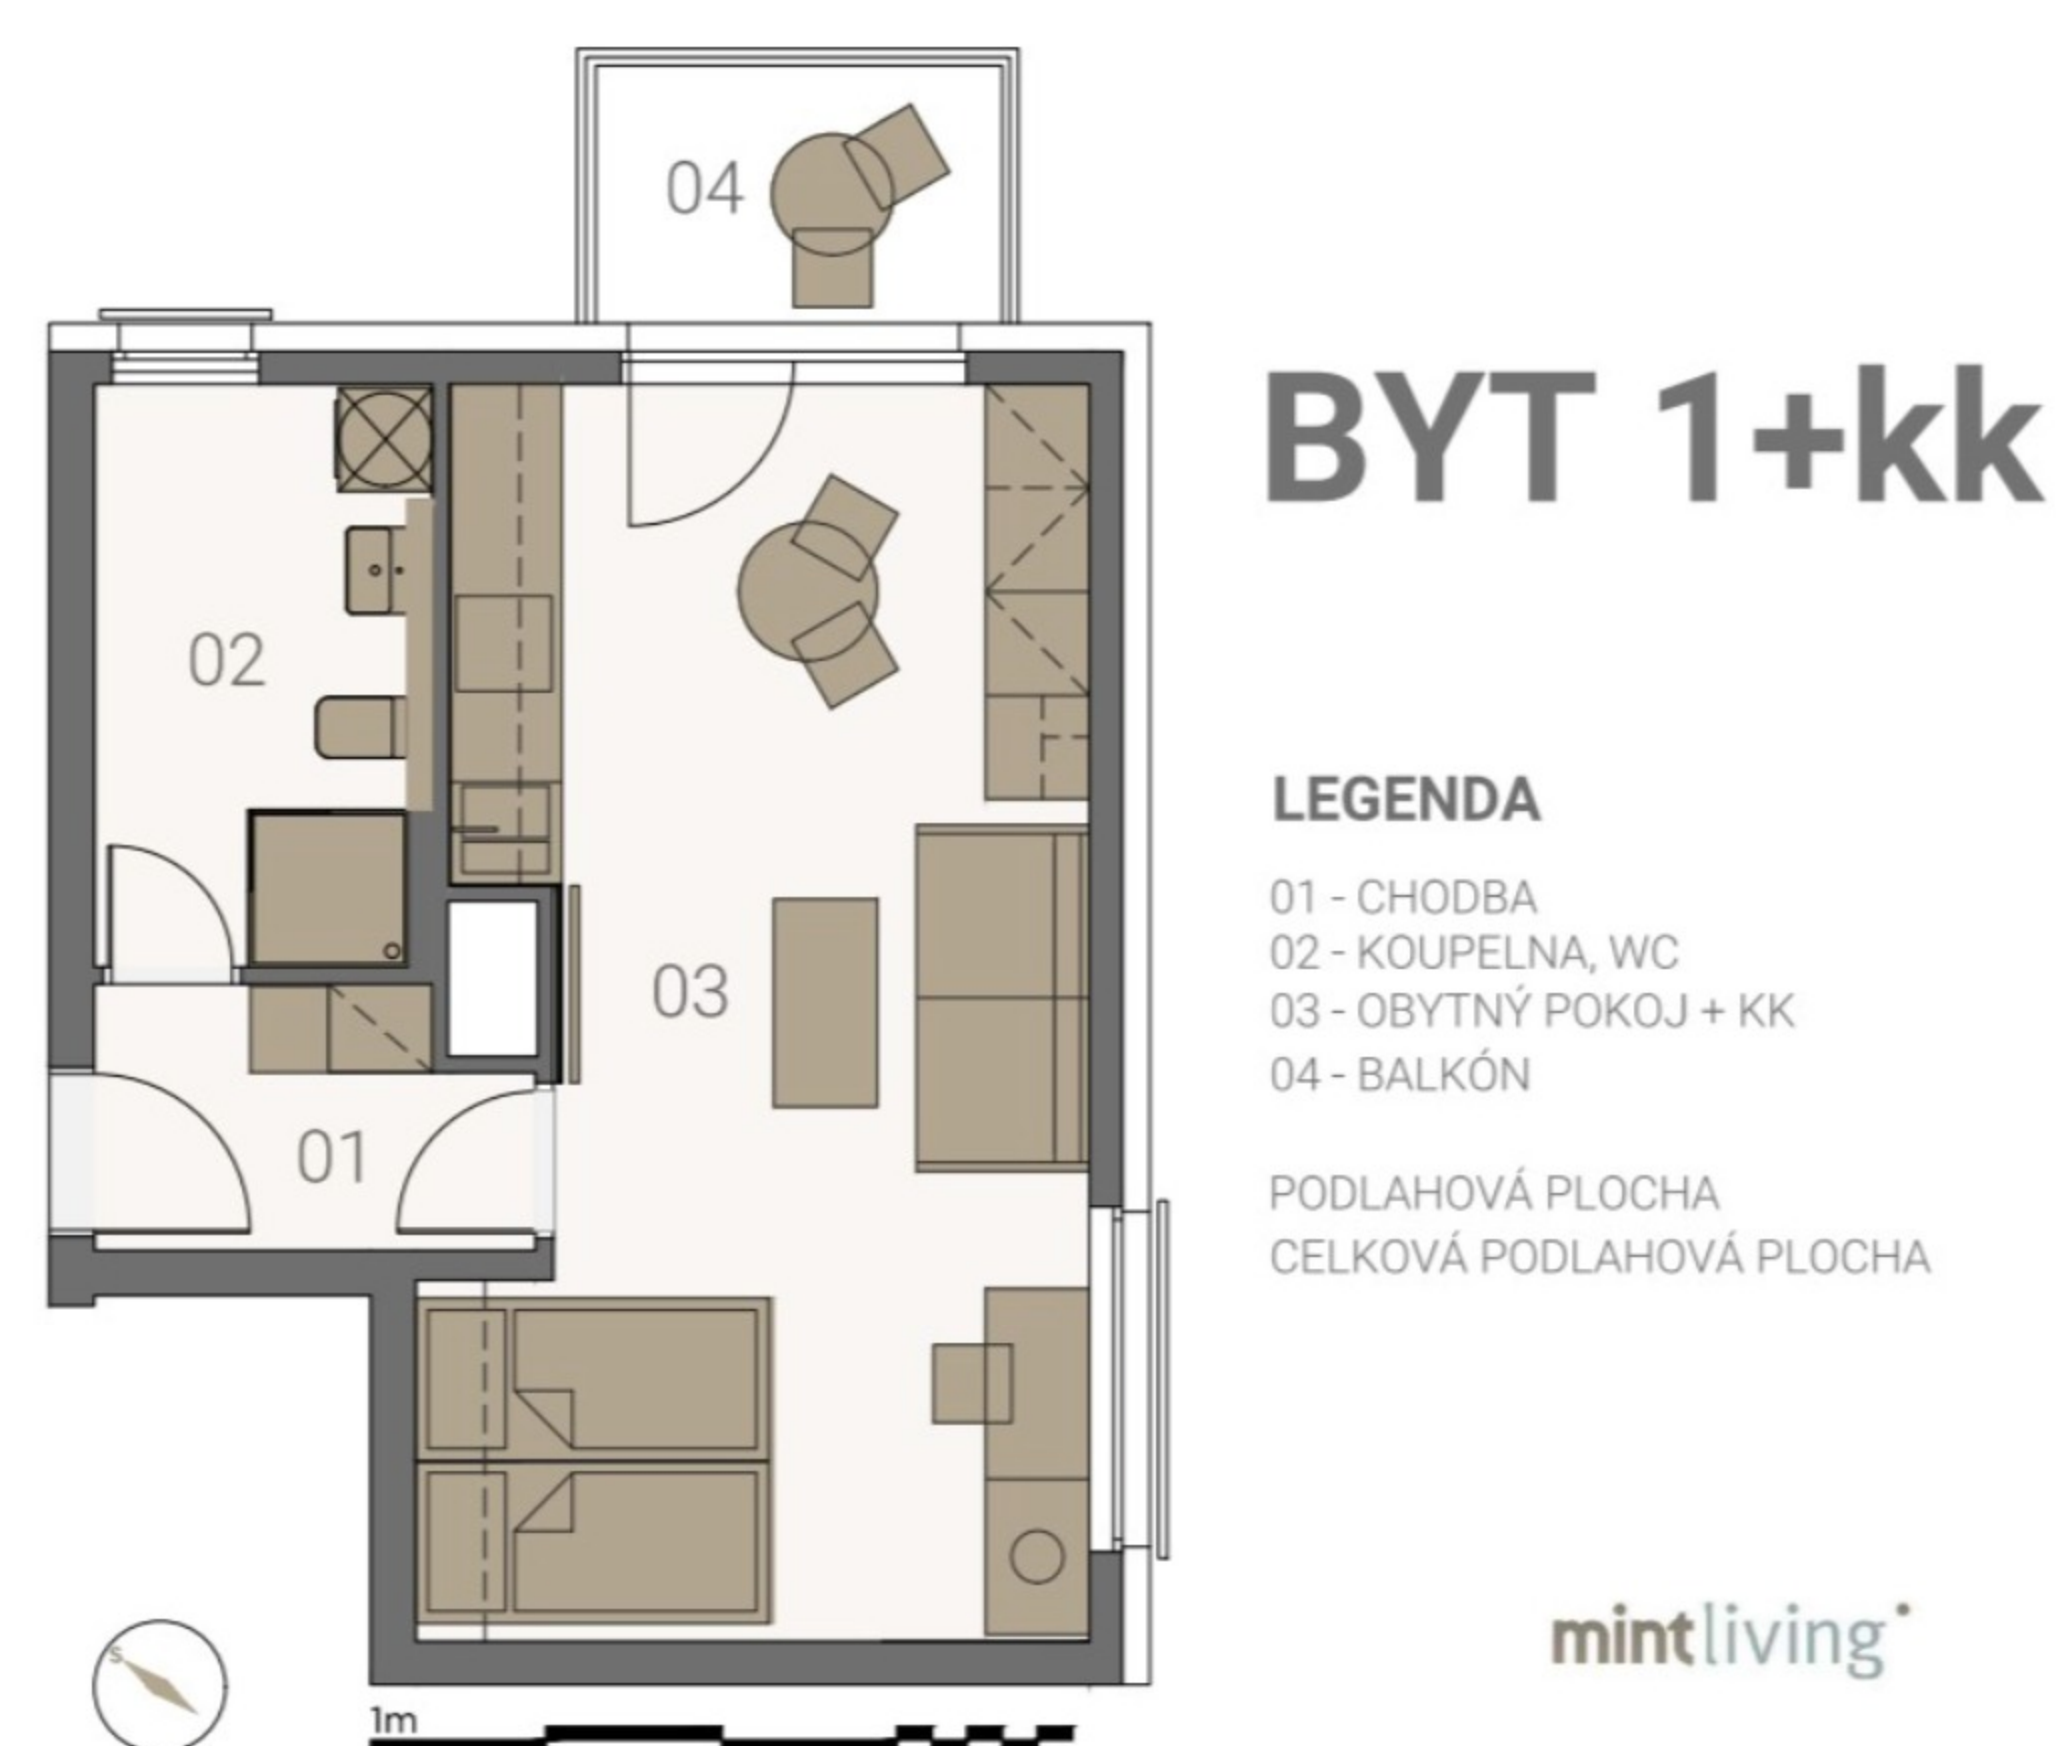 04
BYT 1+kk
02
LEGENDA
01 - CHODBA
02 - KOUPELNA, WC
03 - OBYTNÝ POKOJ + KK
04 - BALKÓN
03
01
PODLAHOVÁ PLOCHA
CELKOVÁ PODLAHOVÁ PLOCHA
mintliving
S
1m